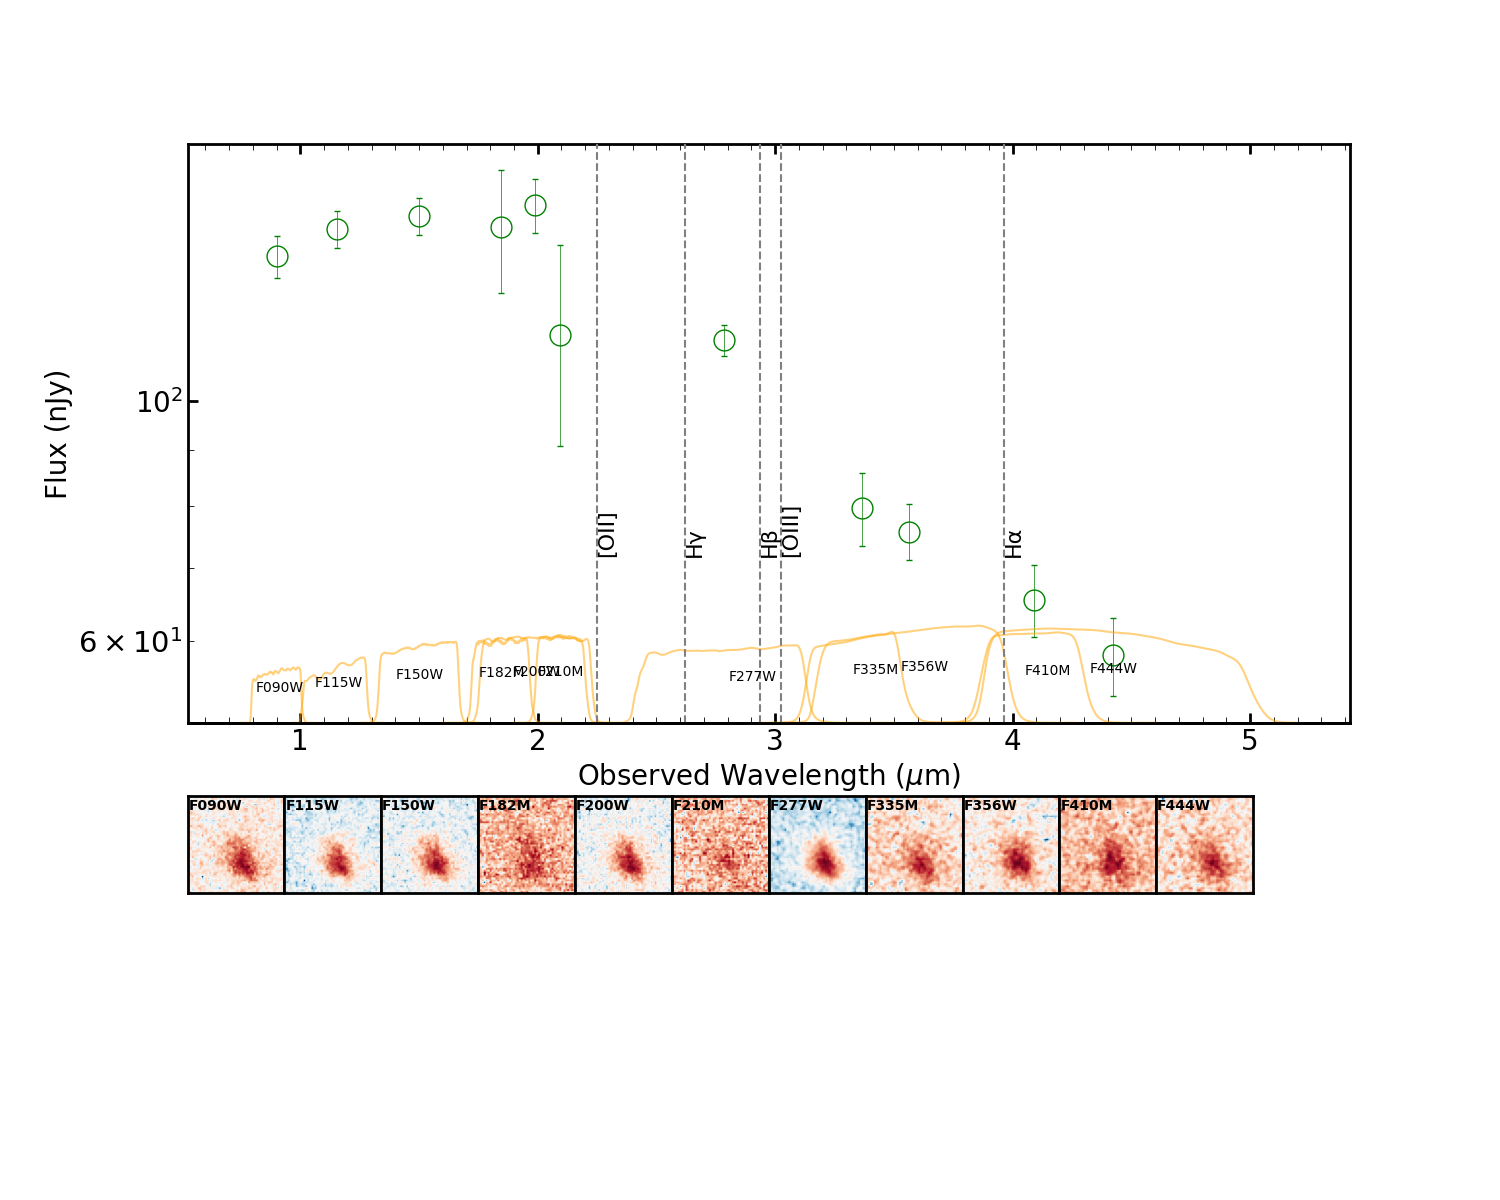 Flux (nJy)
10²
6 × 10¹
[OII]
Hγ
Hβ
[OIII]
Hα
F090W
F115W
F150W
F182M
F200W
F210M
F277W
F335M
F356W
F410M
F444W
1 2 3 4 5
Observed Wavelength (μm)
F090W F115W F150W F182M F200W F210M F277W F335M F356W F410M F444W